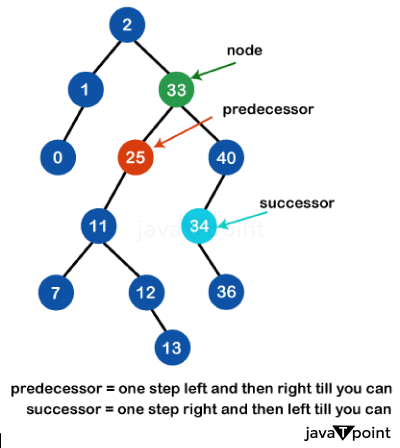 2
node
1
33
predecessor
0
25
40
successor
11
34
javaTpoint
7
12
36
13
predecessor = one step left and then right till you can
successor = one step right and then left till you can
javaTpoint